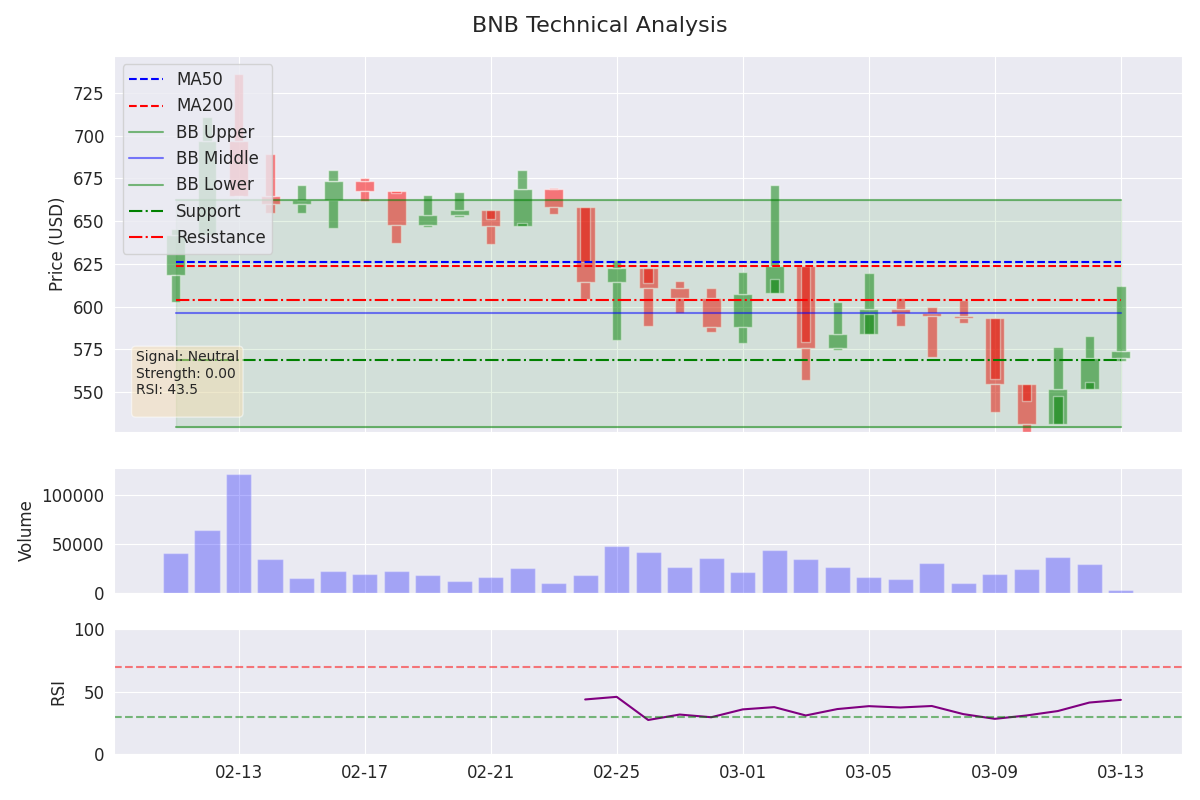 BNB Technical Analysis
MA50
MA200
BB Upper
BB Middle
BB Lower
Support
Resistance
Price (USD)
725
700
675
650
625
600
575
550
Signal: Neutral
Strength: 0.00
RSI: 43.5
Volume
100000
50000
0
RSI
100
50
0
02-13
02-17
02-21
02-25
03-01
03-05
03-09
03-13